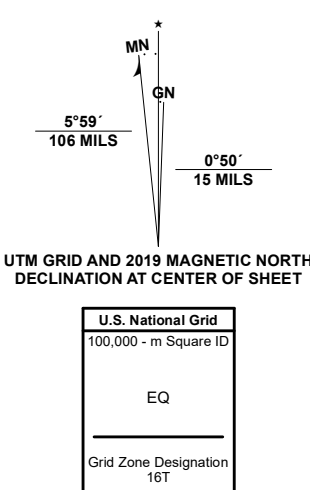 ★
MN
GN
5°59´
106 MILS
0°50´
15 MILS
UTM GRID AND 2019 MAGNETIC NORTH
DECLINATION AT CENTER OF SHEET
U.S. National Grid
100,000 - m Square ID
EQ
Grid Zone Designation
16T